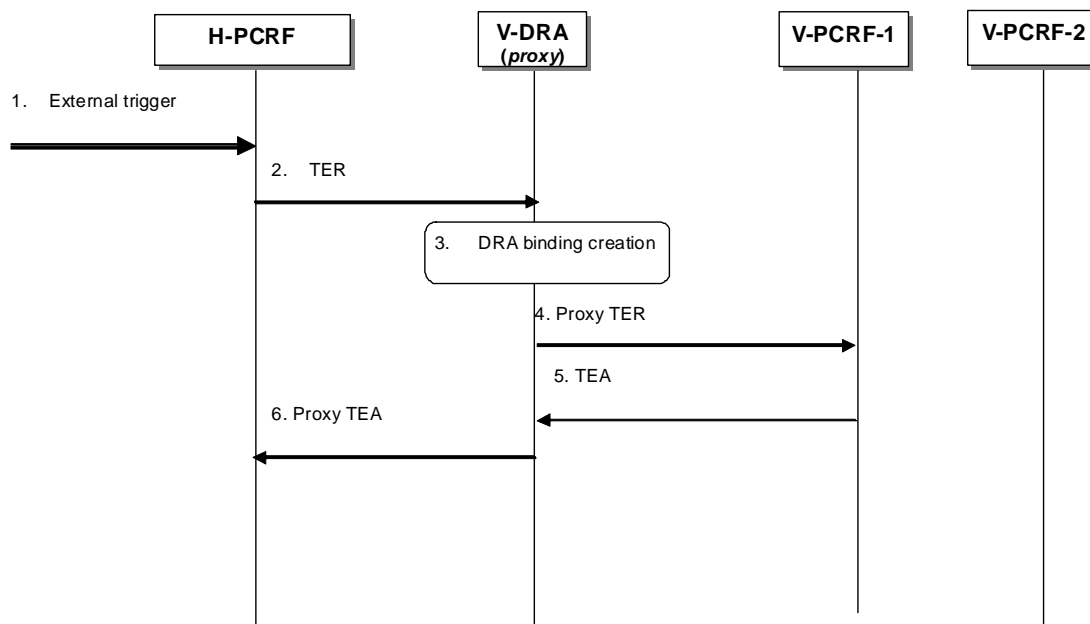 H-PCRF
V-DRA
(proxy)
V-PCRF-1
V-PCRF-2
1. External trigger
2. TER
3. DRA binding creation
4. Proxy TER
5. TEA
6. Proxy TEA